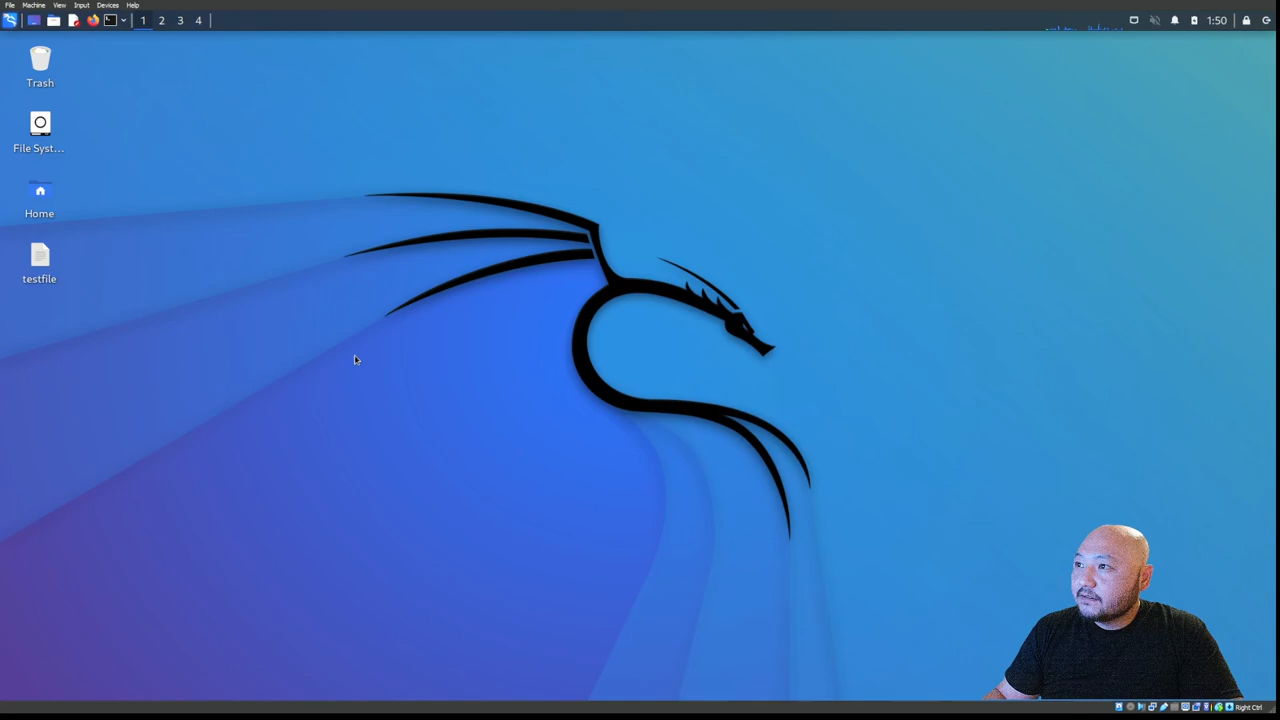 File Machine View Input Devices Help
1 2 3 4 1:50
Trash
File Syst...
Home
testfile
Right Ctrl